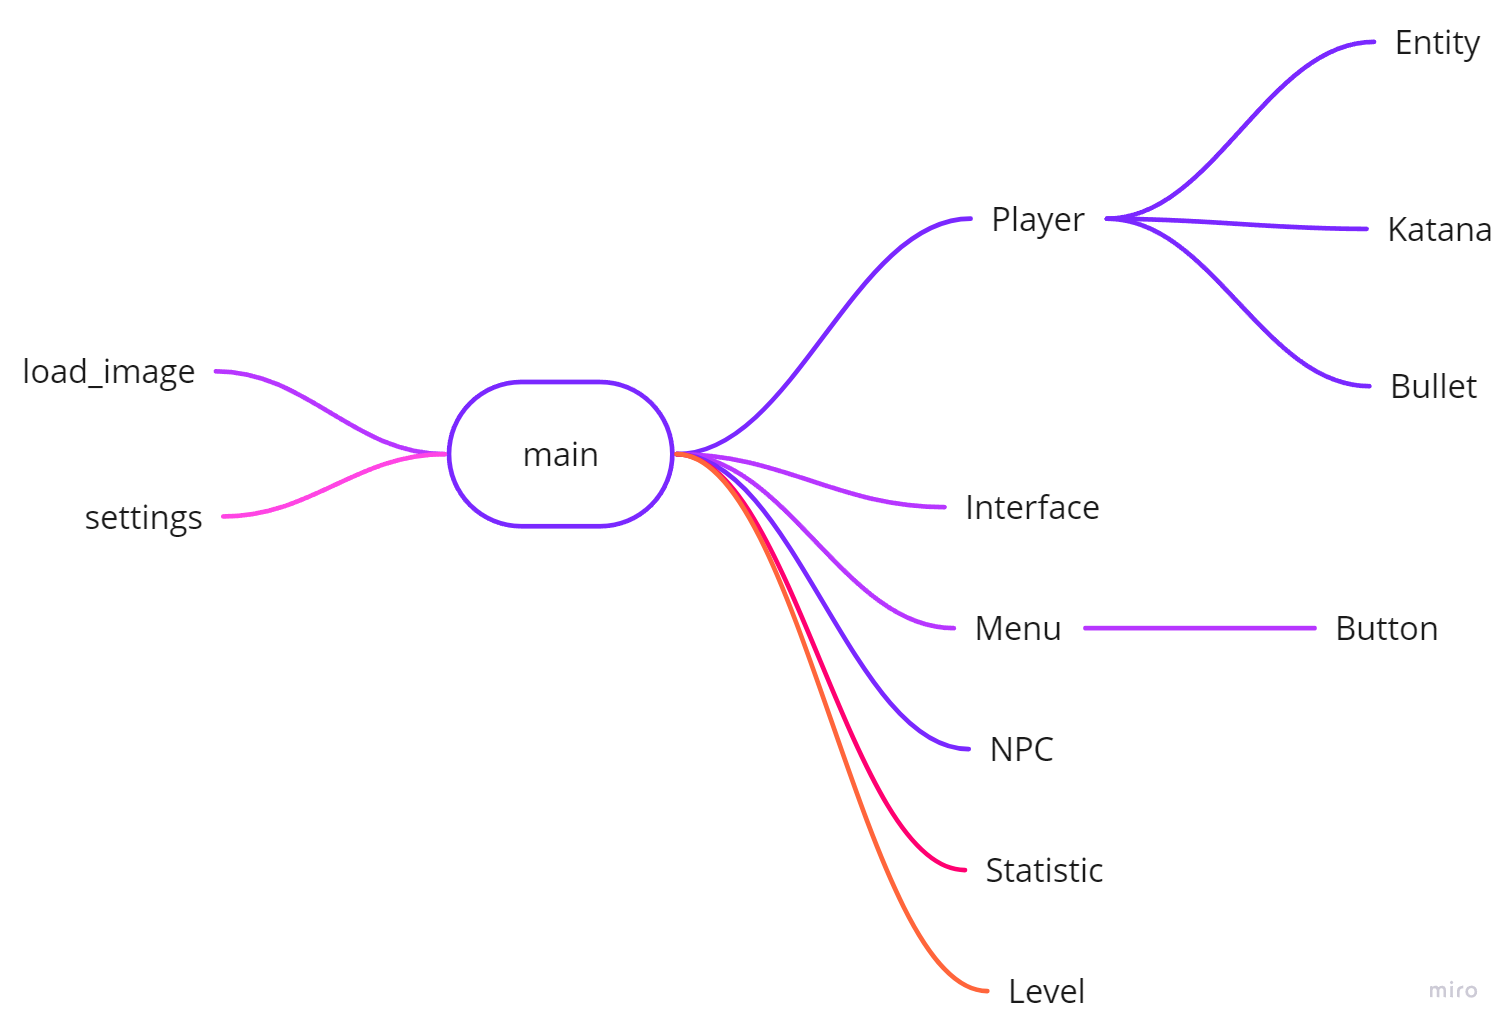 Entity
Player
Katana
load_image
Bullet
main
settings
Interface
Menu
Button
NPC
Statistic
Level
miro